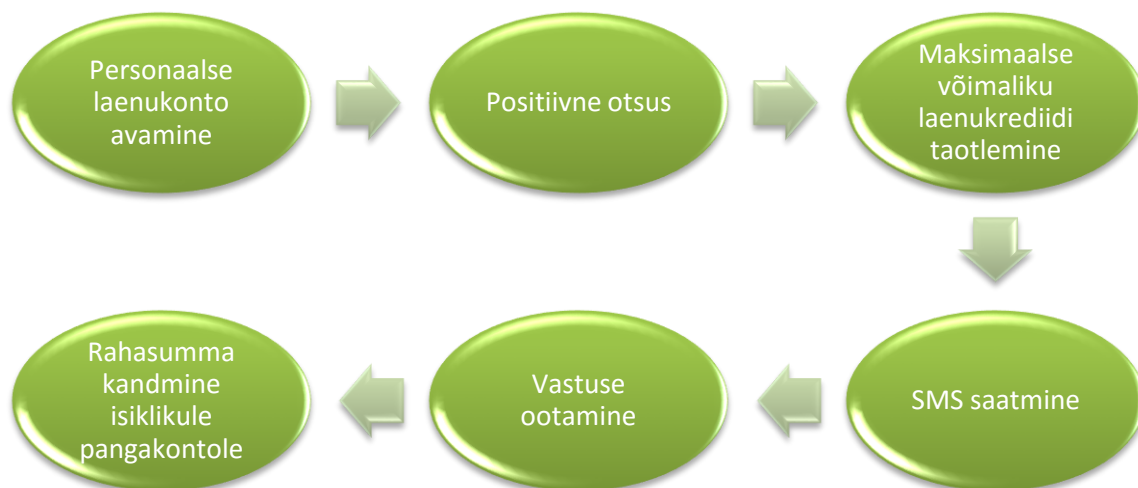 Personaalse
laenukonto
avamine
Positiivne otsus
Maksimaalse
võimaliku
laenukrediidi
taotlemine
SMS saatmine
Vastuse
ootamine
Rahasumma
kandmine
isiklikule
pangakontole